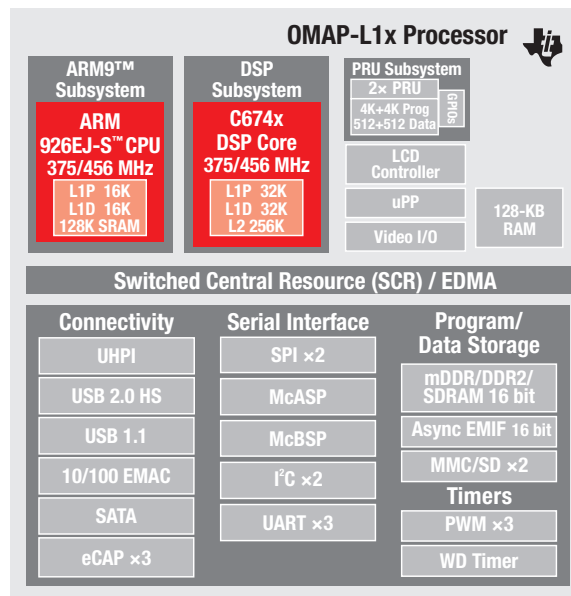 OMAP-L1x Processor
ARM9™
Subsystem
ARM
926EJ-S™ CPU
375/456 MHz
L1P 16K
L1D 16K
128K SRAM
DSP
Subsystem
C674x
DSP Core
375/456 MHz
L1P 32K
L1D 32K
L2 256K
PRU Subsystem
2× PRU
4K+4K Prog
512+512 Data
GPIOs
LCD
Controller
uPP
Video I/O
128-KB
RAM
Switched Central Resource (SCR) / EDMA
Connectivity
UHPI
USB 2.0 HS
USB 1.1
10/100 EMAC
SATA
eCAP ×3
Serial Interface
SPI ×2
McASP
McBSP
I²C ×2
UART ×3
Program/
Data Storage
mDDR/DDR2/
SDRAM 16 bit
Async EMIF 16 bit
MMC/SD ×2
Timers
PWM ×3
WD Timer